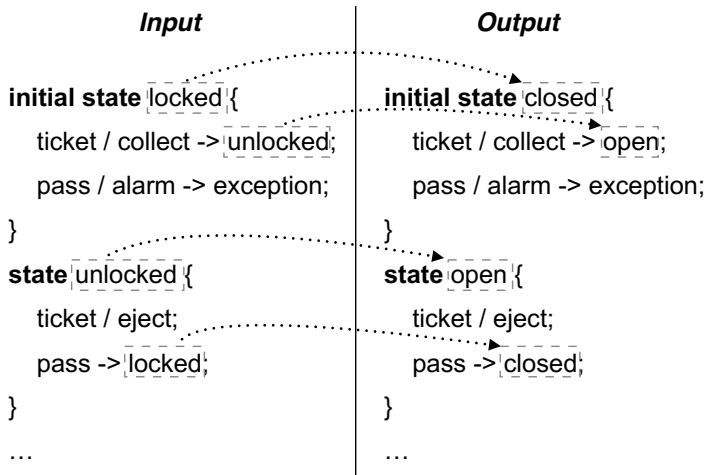 Input
initial state locked {
ticket / collect -> unlocked;
pass / alarm -> exception;
}
state unlocked {
ticket / eject;
pass -> locked;
}
…
Output
initial state closed {
ticket / collect -> open;
pass / alarm -> exception;
}
state open {
ticket / eject;
pass -> closed;
}
…